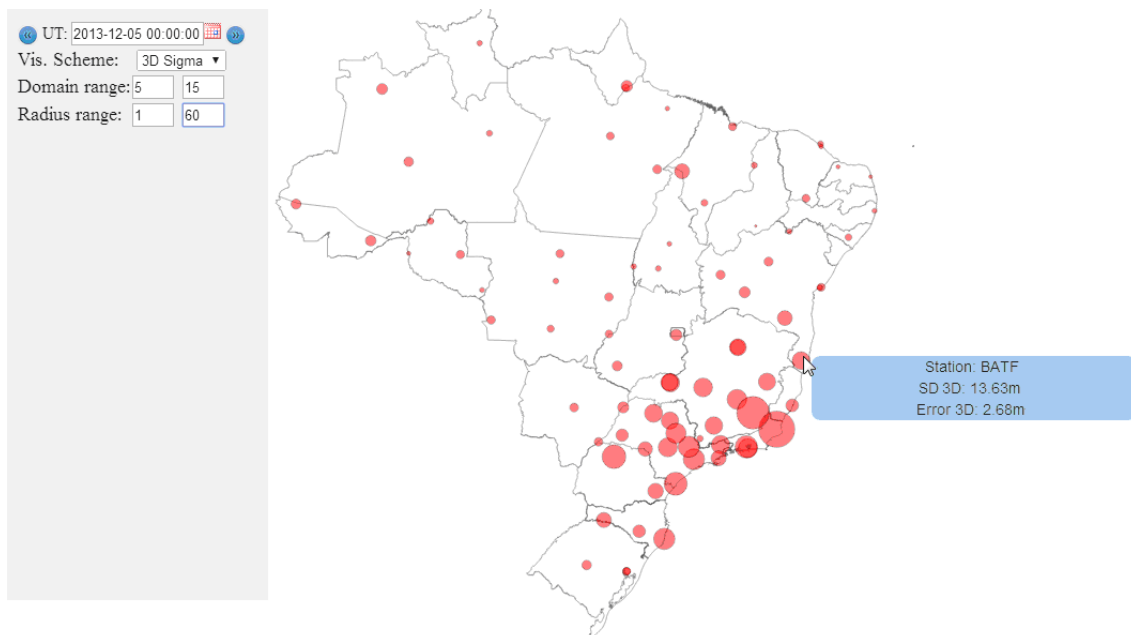 UT: 2013-12-05 00:00:00
Vis. Scheme: 3D Sigma
Domain range: 5 15
Radius range: 1 60
Station: BATF
SD 3D: 13.63m
Error 3D: 2.68m